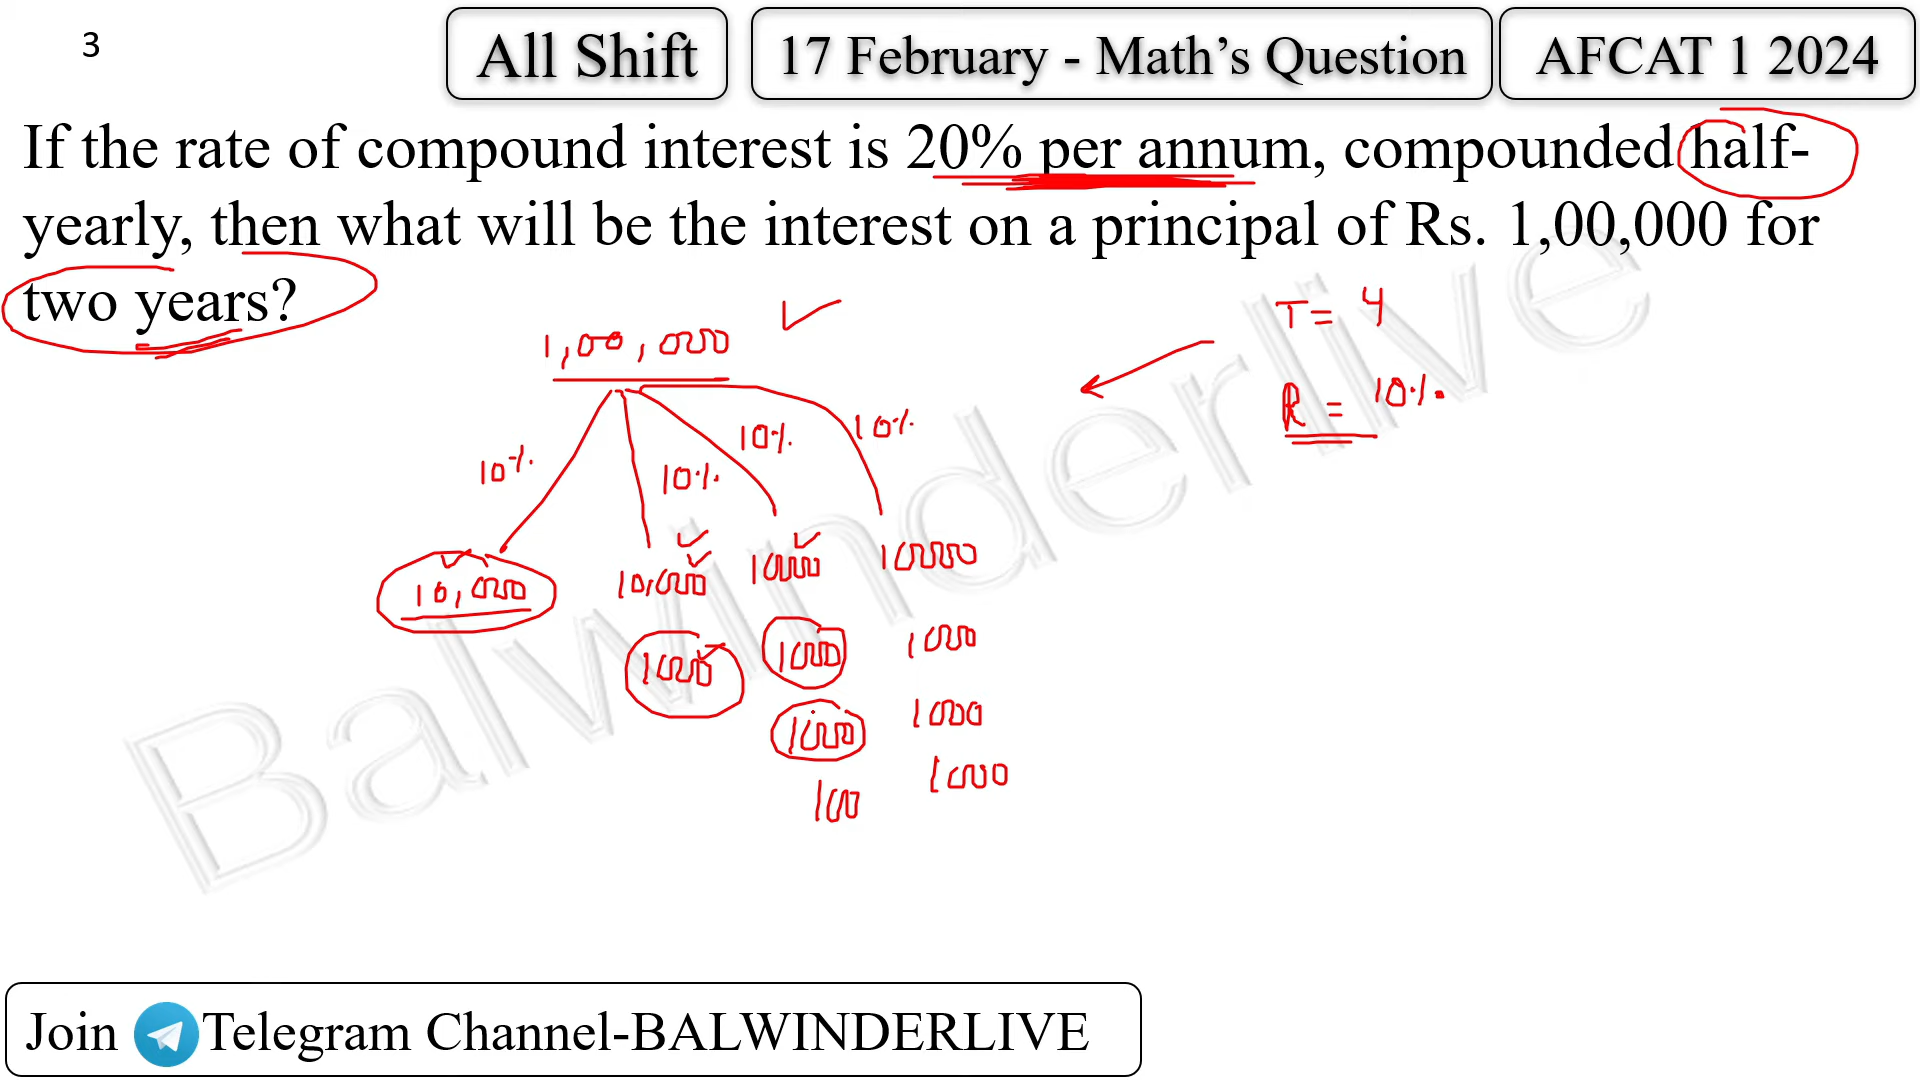 3
All Shift
17 February - Math’s Question
AFCAT 1 2024
If the rate of compound interest is 20% per annum, compounded half-
yearly, then what will be the interest on a principal of Rs. 1,00,000 for
two years?
T = 4
1,00,000
R = 10%.
10% 10% 10% 10%
10,000 10,000 10000 10000
1000 1000 1000
1000 1000
100 1000
Balwinderlive
Join Telegram Channel-BALWINDERLIVE